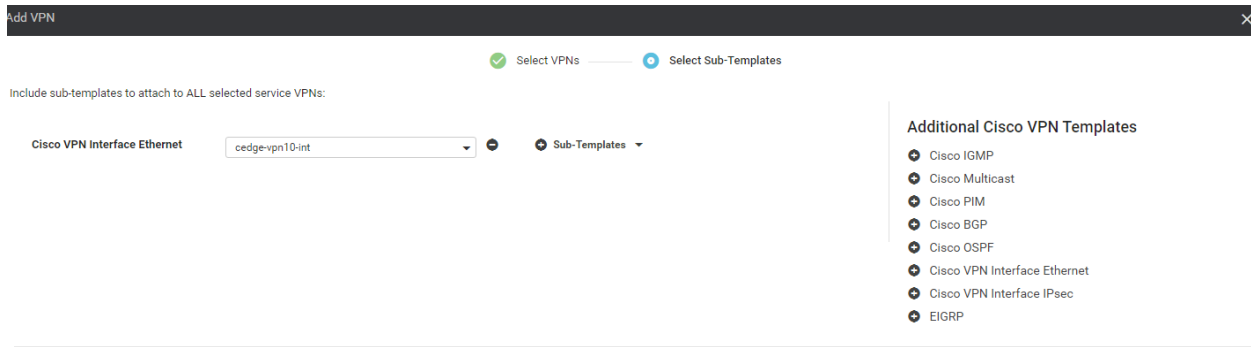 Add VPN
Select VPNs
Select Sub-Templates
Include sub-templates to attach to ALL selected service VPNs:
Cisco VPN Interface Ethernet
cedge-vpn10-int
Sub-Templates
Additional Cisco VPN Templates
Cisco IGMP
Cisco Multicast
Cisco PIM
Cisco BGP
Cisco OSPF
Cisco VPN Interface Ethernet
Cisco VPN Interface IPsec
EIGRP